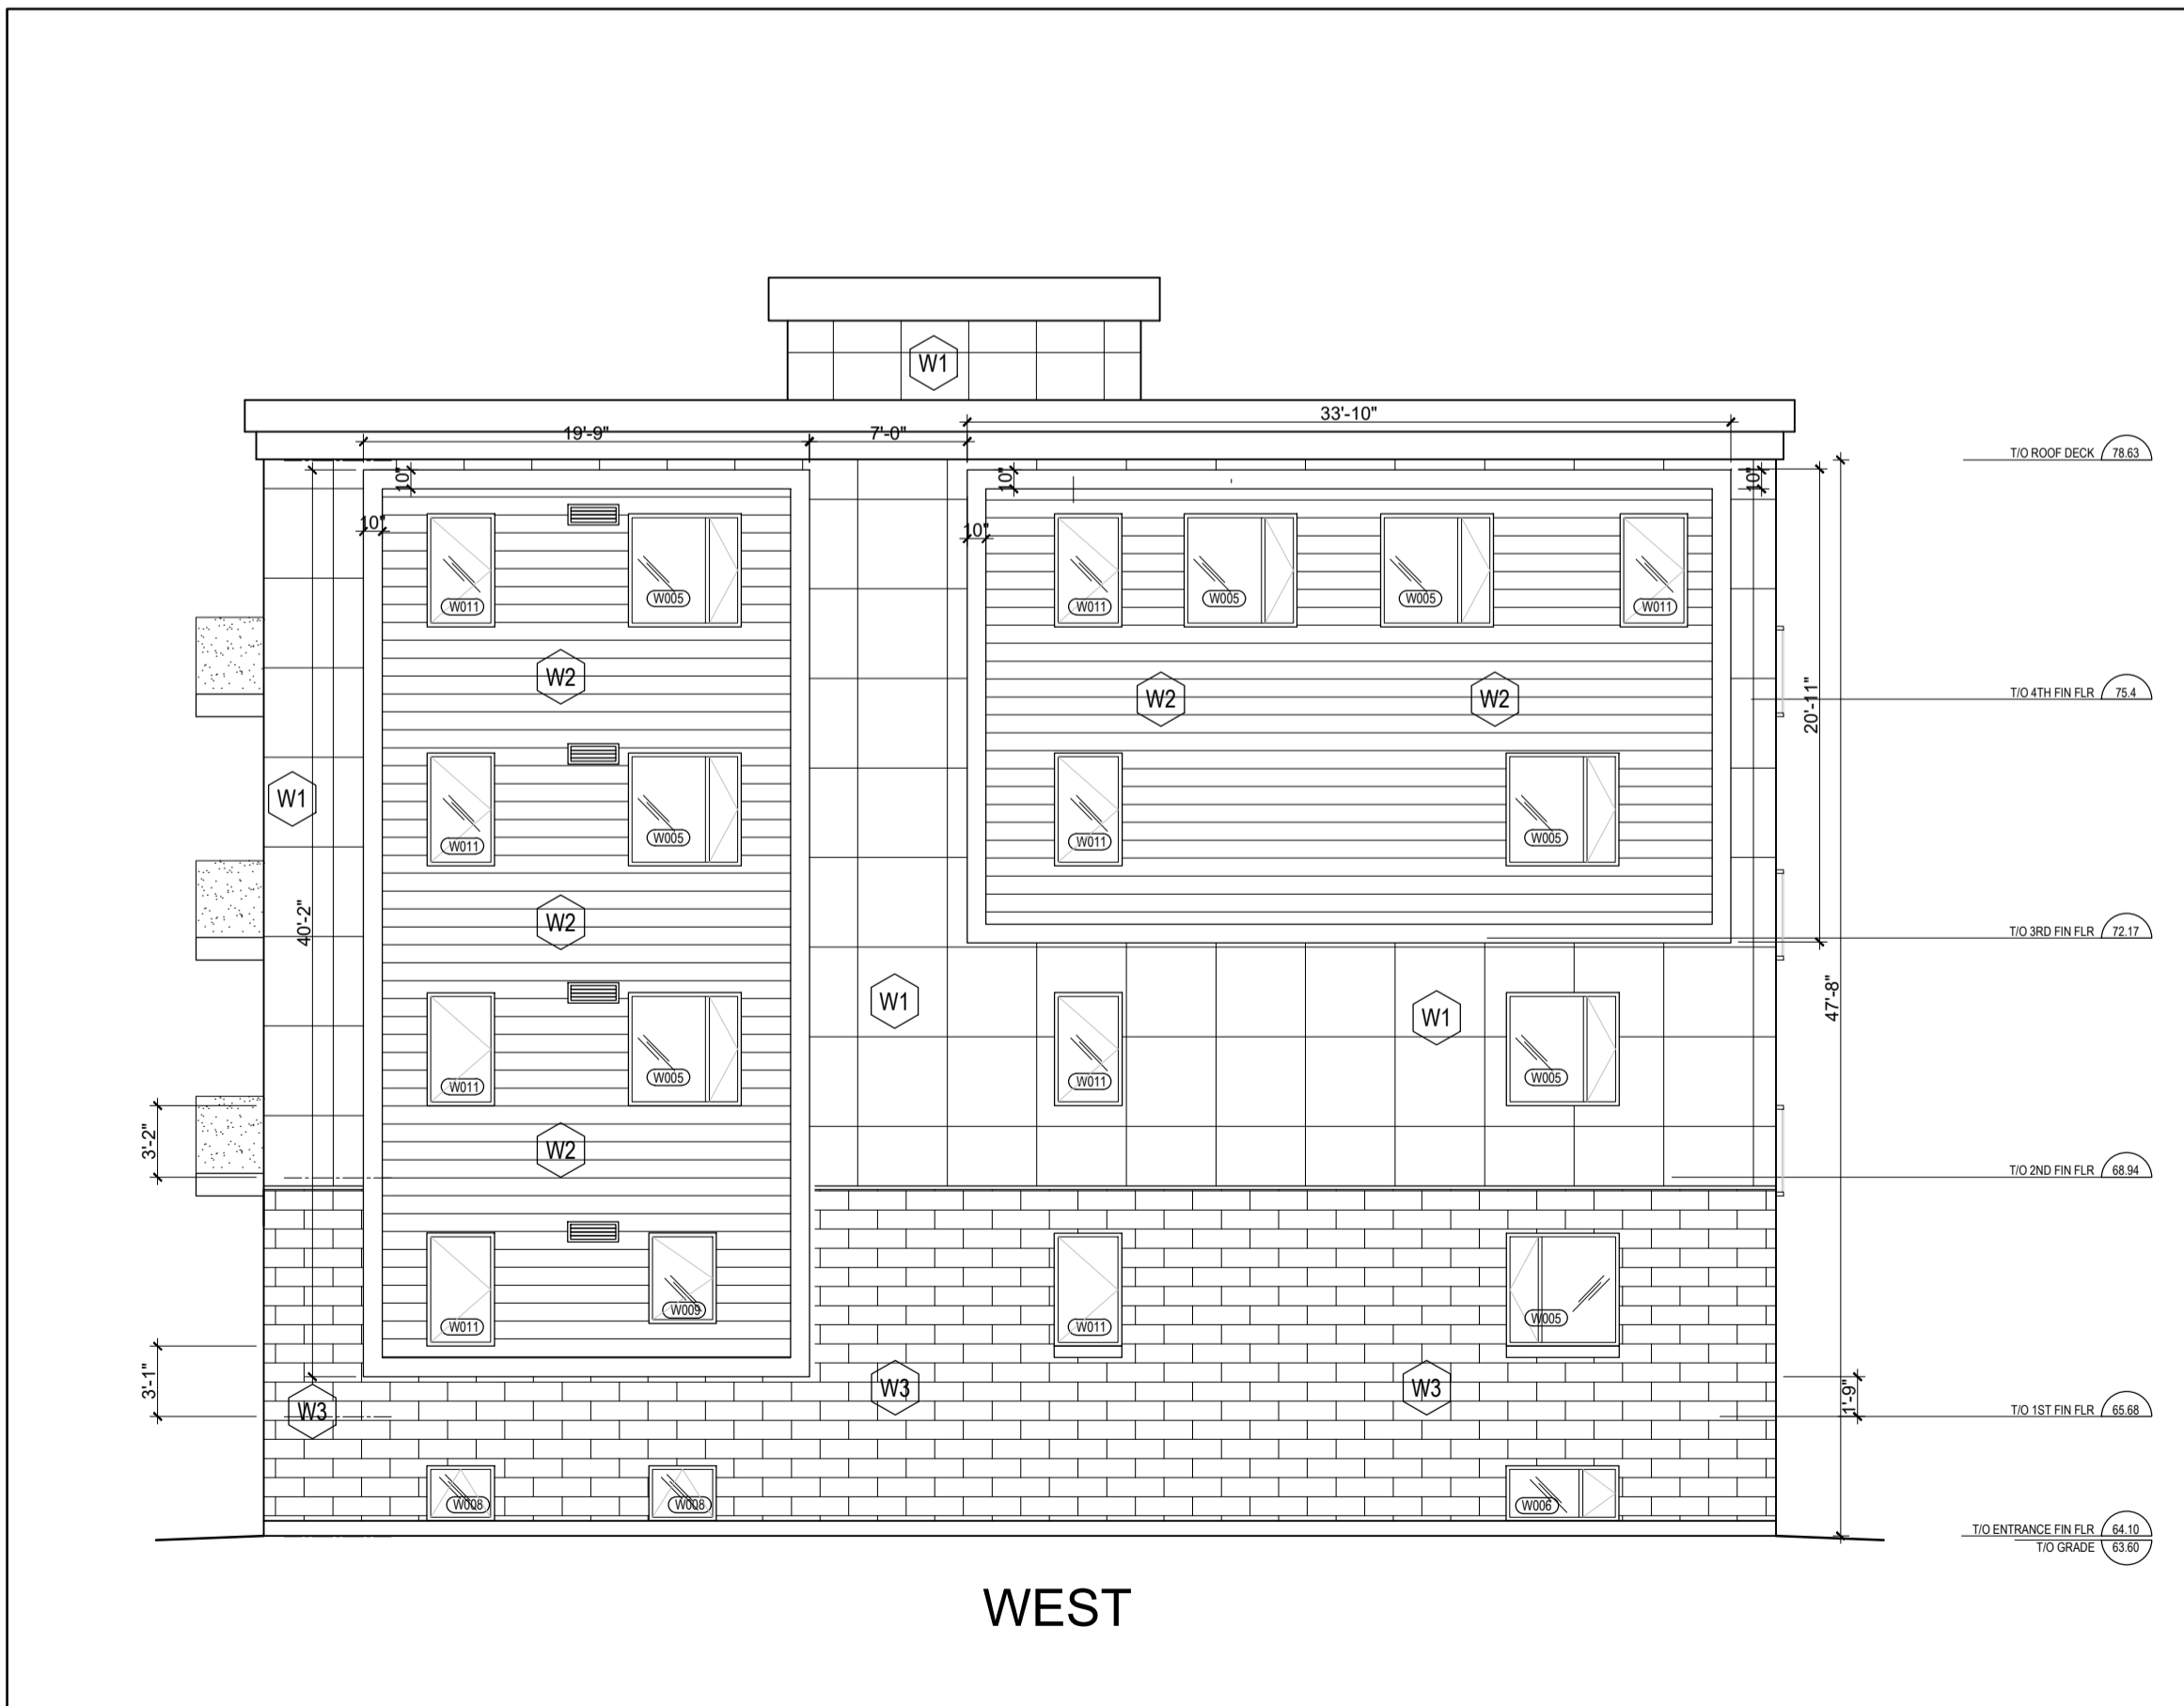 W1
33'-10"
19'-9"
7'-0"
T/O ROOF DECK 78.63
10"
10"
10"
10"
10"
W011
W005
W011
W005
W005
W011
W2
W2
W2
T/O 4TH FIN FLR 75.4
20'-11"
W1
W011
W005
W011
W005
40'-2"
W2
T/O 3RD FIN FLR 72.17
47'-8"
W1
W1
W011
W005
W011
W005
3'-2"
W2
T/O 2ND FIN FLR 68.94
W011
W009
W011
W005
3'-1"
W3
W3
W3
1'-9"
T/O 1ST FIN FLR 65.68
W008
W008
W006
T/O ENTRANCE FIN FLR 64.10
T/O GRADE 63.60
WEST